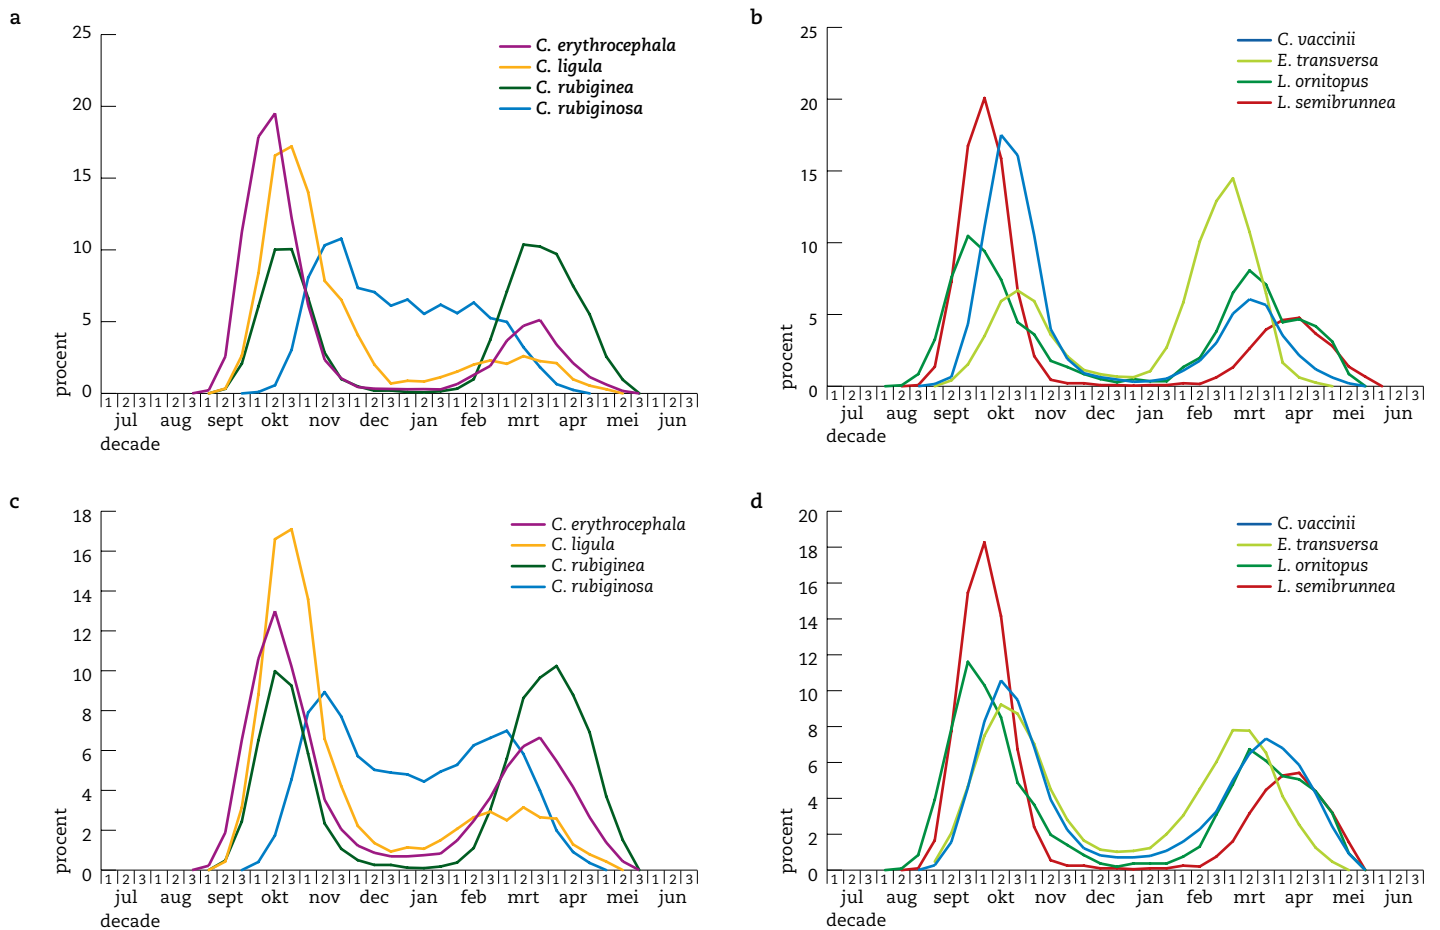 a
25
20
15
10
5
0
procent
C. erythrocephala
C. ligula
C. rubiginea
C. rubiginosa
1 2 3 1 2 3 1 2 3 1 2 3 1 2 3 1 2 3 1 2 3 1 2 3 1 2 3 1 2 3 1 2 3 1 2 3
jul aug sept okt nov dec jan feb mrt apr mei jun
decade
b
25
20
15
10
5
0
procent
C. vaccinii
E. transversa
L. ornitopus
L. semibrunnea
1 2 3 1 2 3 1 2 3 1 2 3 1 2 3 1 2 3 1 2 3 1 2 3 1 2 3 1 2 3 1 2 3 1 2 3
jul aug sept okt nov dec jan feb mrt apr mei jun
decade
c
18
16
14
12
10
8
6
4
2
0
procent
C. erythrocephala
C. ligula
C. rubiginea
C. rubiginosa
1 2 3 1 2 3 1 2 3 1 2 3 1 2 3 1 2 3 1 2 3 1 2 3 1 2 3 1 2 3 1 2 3 1 2 3
jul aug sept okt nov dec jan feb mrt apr mei jun
decade
d
20
18
16
14
12
10
8
6
4
2
0
procent
C. vaccinii
E. transversa
L. ornitopus
L. semibrunnea
1 2 3 1 2 3 1 2 3 1 2 3 1 2 3 1 2 3 1 2 3 1 2 3 1 2 3 1 2 3 1 2 3 1 2 3
jul aug sept okt nov dec jan feb mrt apr mei jun
decade